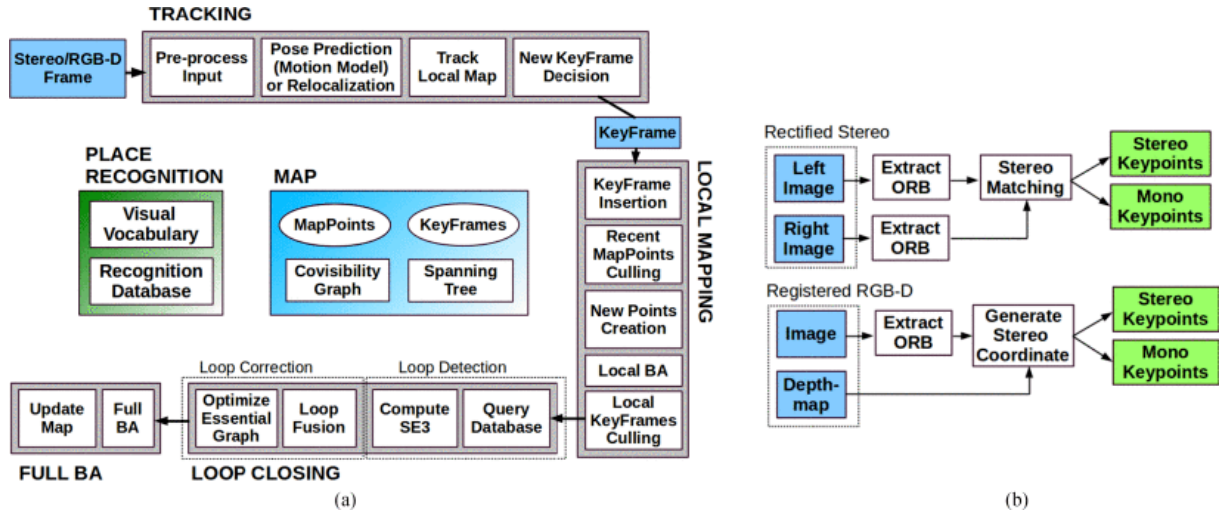 TRACKING
Stereo/RGB-D
Frame
Pre-process
Input
Pose Prediction
(Motion Model)
or Relocalization
Track
Local Map
New KeyFrame
Decision
KeyFrame
PLACE
RECOGNITION
Visual
Vocabulary
Recognition
Database
MAP
MapPoints
KeyFrames
Covisibility
Graph
Spanning
Tree
LOCAL MAPPING
KeyFrame
Insertion
Recent
MapPoints
Culling
New Points
Creation
Local BA
Local
KeyFrames
Culling
Loop Correction
Loop Detection
Update
Map
Full
BA
Optimize
Essential
Graph
Loop
Fusion
Compute
SE3
Query
Database
FULL BA
LOOP CLOSING
(a)
Rectified Stereo
Left
Image
Extract
ORB
Stereo
Matching
Stereo
Keypoints
Mono
Keypoints
Right
Image
Extract
ORB
Registered RGB-D
Image
Extract
ORB
Generate
Stereo
Coordinate
Stereo
Keypoints
Mono
Keypoints
Depth-
map
(b)